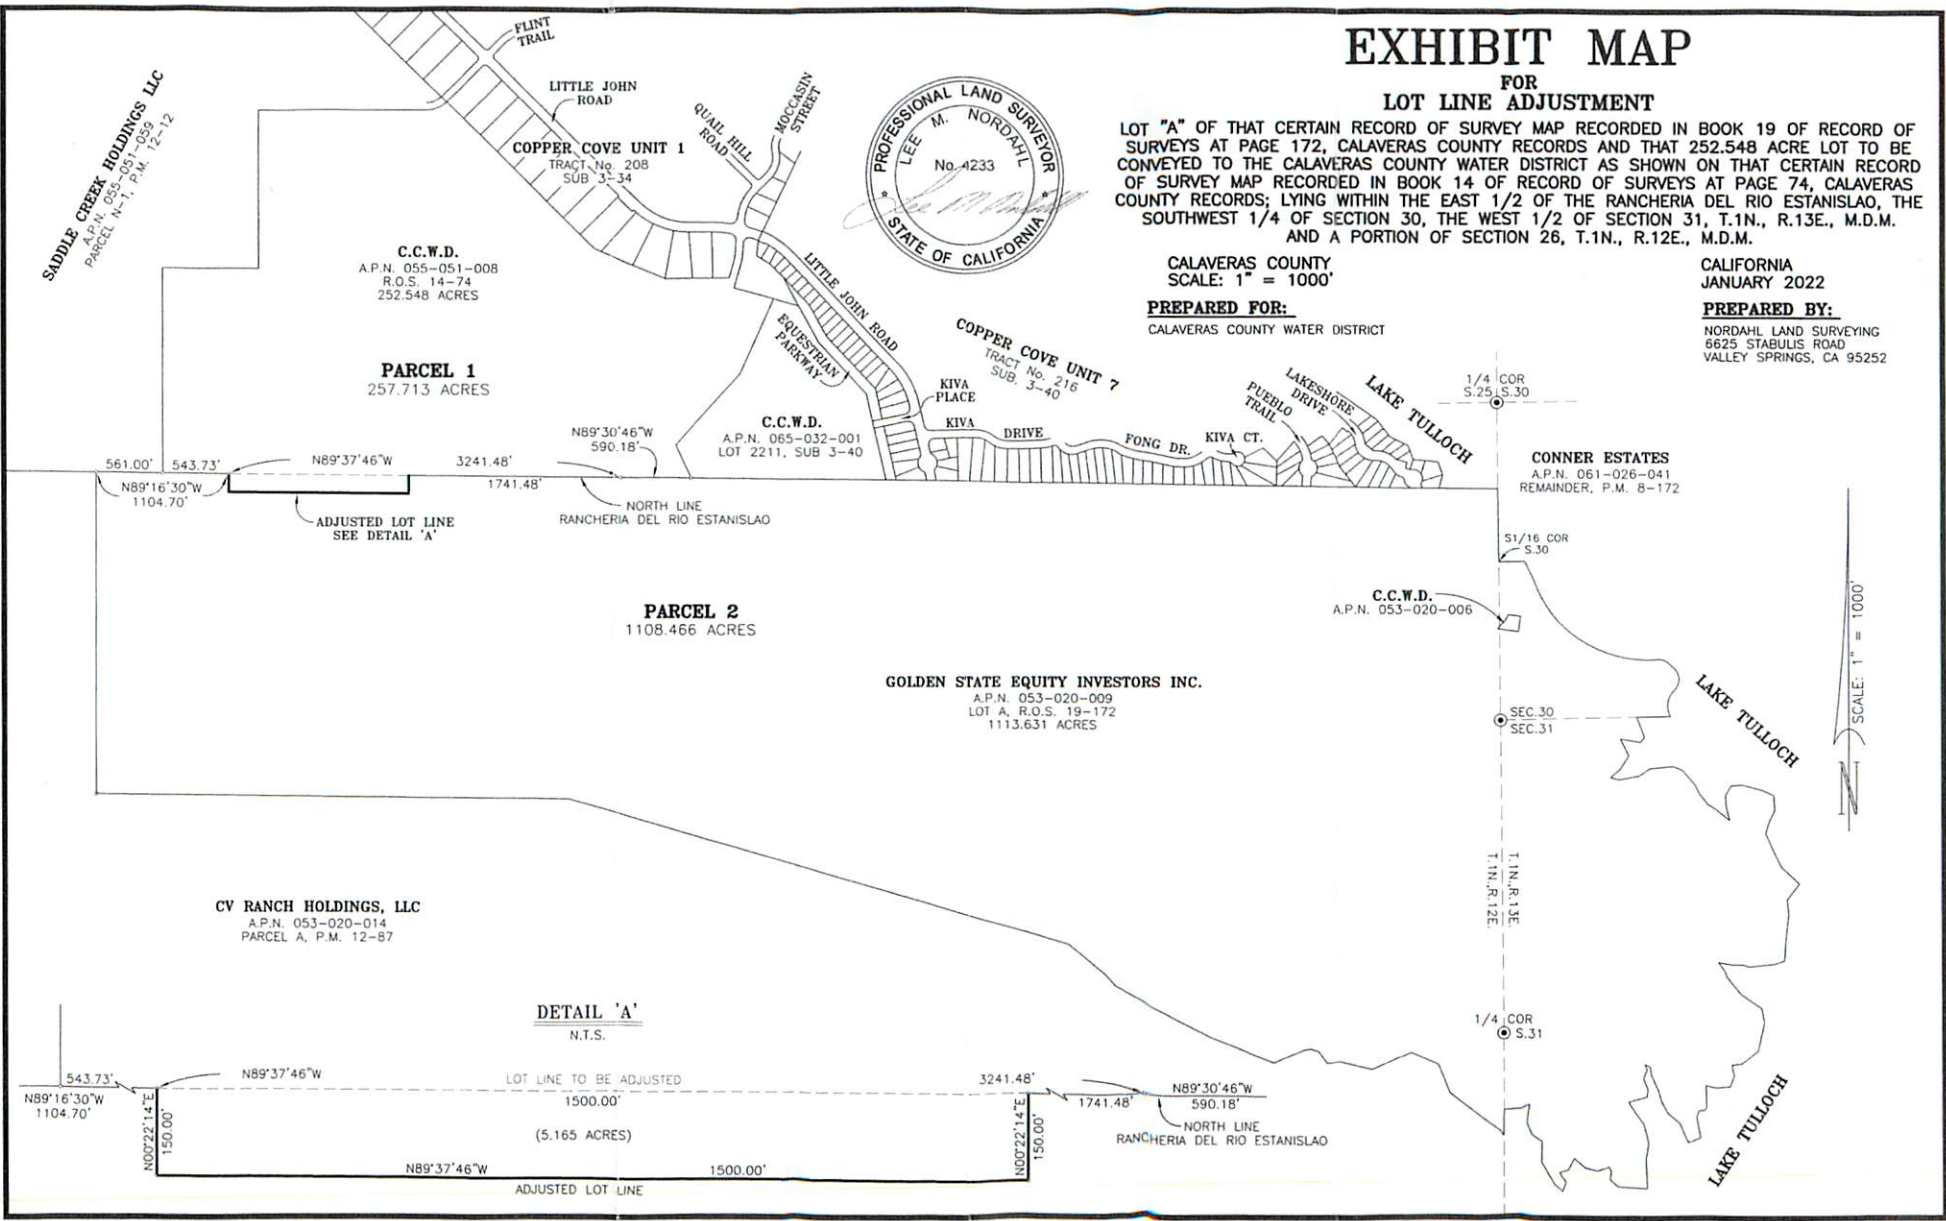 EXHIBIT MAP
FOR
LOT LINE ADJUSTMENT
LOT "A" OF THAT CERTAIN RECORD OF SURVEY MAP RECORDED IN BOOK 19 OF RECORD OF
SURVEYS AT PAGE 172, CALAVERAS COUNTY RECORDS AND THAT 252.548 ACRE LOT TO BE
CONVEYED TO THE CALAVERAS COUNTY WATER DISTRICT AS SHOWN ON THAT CERTAIN RECORD
OF SURVEY MAP RECORDED IN BOOK 14 OF RECORD OF SURVEYS AT PAGE 74, CALAVERAS
COUNTY RECORDS; LYING WITHIN THE EAST 1/2 OF THE RANCHERIA DEL RIO ESTANISLAO, THE
SOUTHWEST 1/4 OF SECTION 30, THE WEST 1/2 OF SECTION 31, T.1N., R.13E., M.D.M.
AND A PORTION OF SECTION 26, T.1N., R.12E., M.D.M.
CALAVERAS COUNTY
SCALE: 1" = 1000'
CALIFORNIA
JANUARY 2022
PREPARED FOR:
CALAVERAS COUNTY WATER DISTRICT
PREPARED BY:
NORDAHL LAND SURVEYING
6625 STABULIS ROAD
VALLEY SPRINGS, CA 95252
PROFESSIONAL LAND SURVEYOR
LEE M. NORDAHL
No. 4233
STATE OF CALIFORNIA
FLINT
TRAIL
LITTLE JOHN
ROAD
COPPER COVE UNIT 1
TRACT No. 208
SUB 3-34
QUAIL HILL
ROAD
MOCCASIN
STREET
SADDLE CREEK HOLDINGS LLC
A.P.N. 055-051-059
PARCEL N-1, P.M. 12-12
C.C.W.D.
A.P.N. 055-051-008
R.O.S. 14-74
252.548 ACRES
PARCEL 1
257.713 ACRES
LITTLE JOHN ROAD
EQUESTRIAN
PARKWAY
COPPER COVE UNIT 7
TRACT No. 216
SUB. 3-40
KIVA
PLACE
C.C.W.D.
A.P.N. 065-032-001
LOT 2211, SUB 3-40
KIVA
DRIVE
FONG DR.
KIVA CT.
PUEBLO
TRAIL
LAKESHORE
DRIVE
LAKE TULLOCH
1/4 COR
S.25 S.30
CONNER ESTATES
A.P.N. 061-026-041
REMAINDER, P.M. 8-172
561.00'
543.73'
N89°37'46"W
3241.48'
N89°30'46"W
590.18'
N89°16'30"W
1104.70'
1741.48'
NORTH LINE
RANCHERIA DEL RIO ESTANISLAO
ADJUSTED LOT LINE
SEE DETAIL 'A'
S1/16 COR
S.30
C.C.W.D.
A.P.N. 053-020-006
PARCEL 2
1108.466 ACRES
GOLDEN STATE EQUITY INVESTORS INC.
A.P.N. 053-020-009
LOT A, R.O.S. 19-172
1113.631 ACRES
SEC.30
SEC.31
LAKE TULLOCH
SCALE: 1" = 1000'
N
T.1N.,R.12E.
T.1N.,R.13E.
CV RANCH HOLDINGS, LLC
A.P.N. 053-020-014
PARCEL A, P.M. 12-87
1/4 COR
S.31
LAKE TULLOCH
DETAIL 'A'
N.T.S.
543.73'
N89°16'30"W
1104.70'
N89°37'46"W
LOT LINE TO BE ADJUSTED
1500.00'
3241.48'
1741.48'
N89°30'46"W
590.18'
NORTH LINE
RANCHERIA DEL RIO ESTANISLAO
N00°22'14"E
150.00'
(5.165 ACRES)
N00°22'14"E
150.00'
N89°37'46"W
1500.00'
ADJUSTED LOT LINE